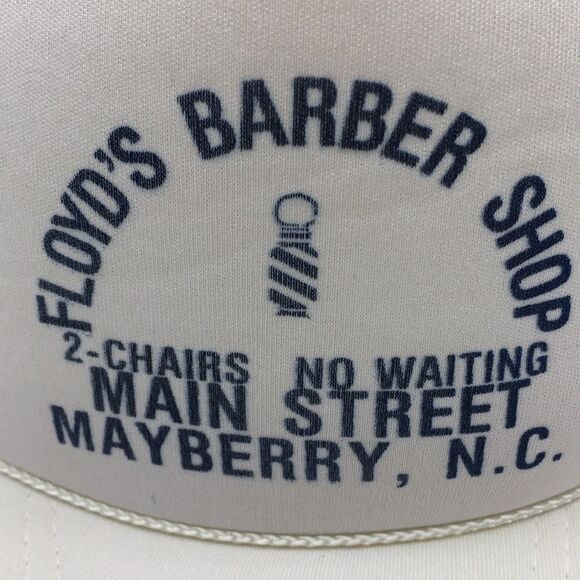 FLOYD'S BARBER SHOP
2-CHAIRS NO WAITING
MAIN STREET
MAYBERRY, N.C.